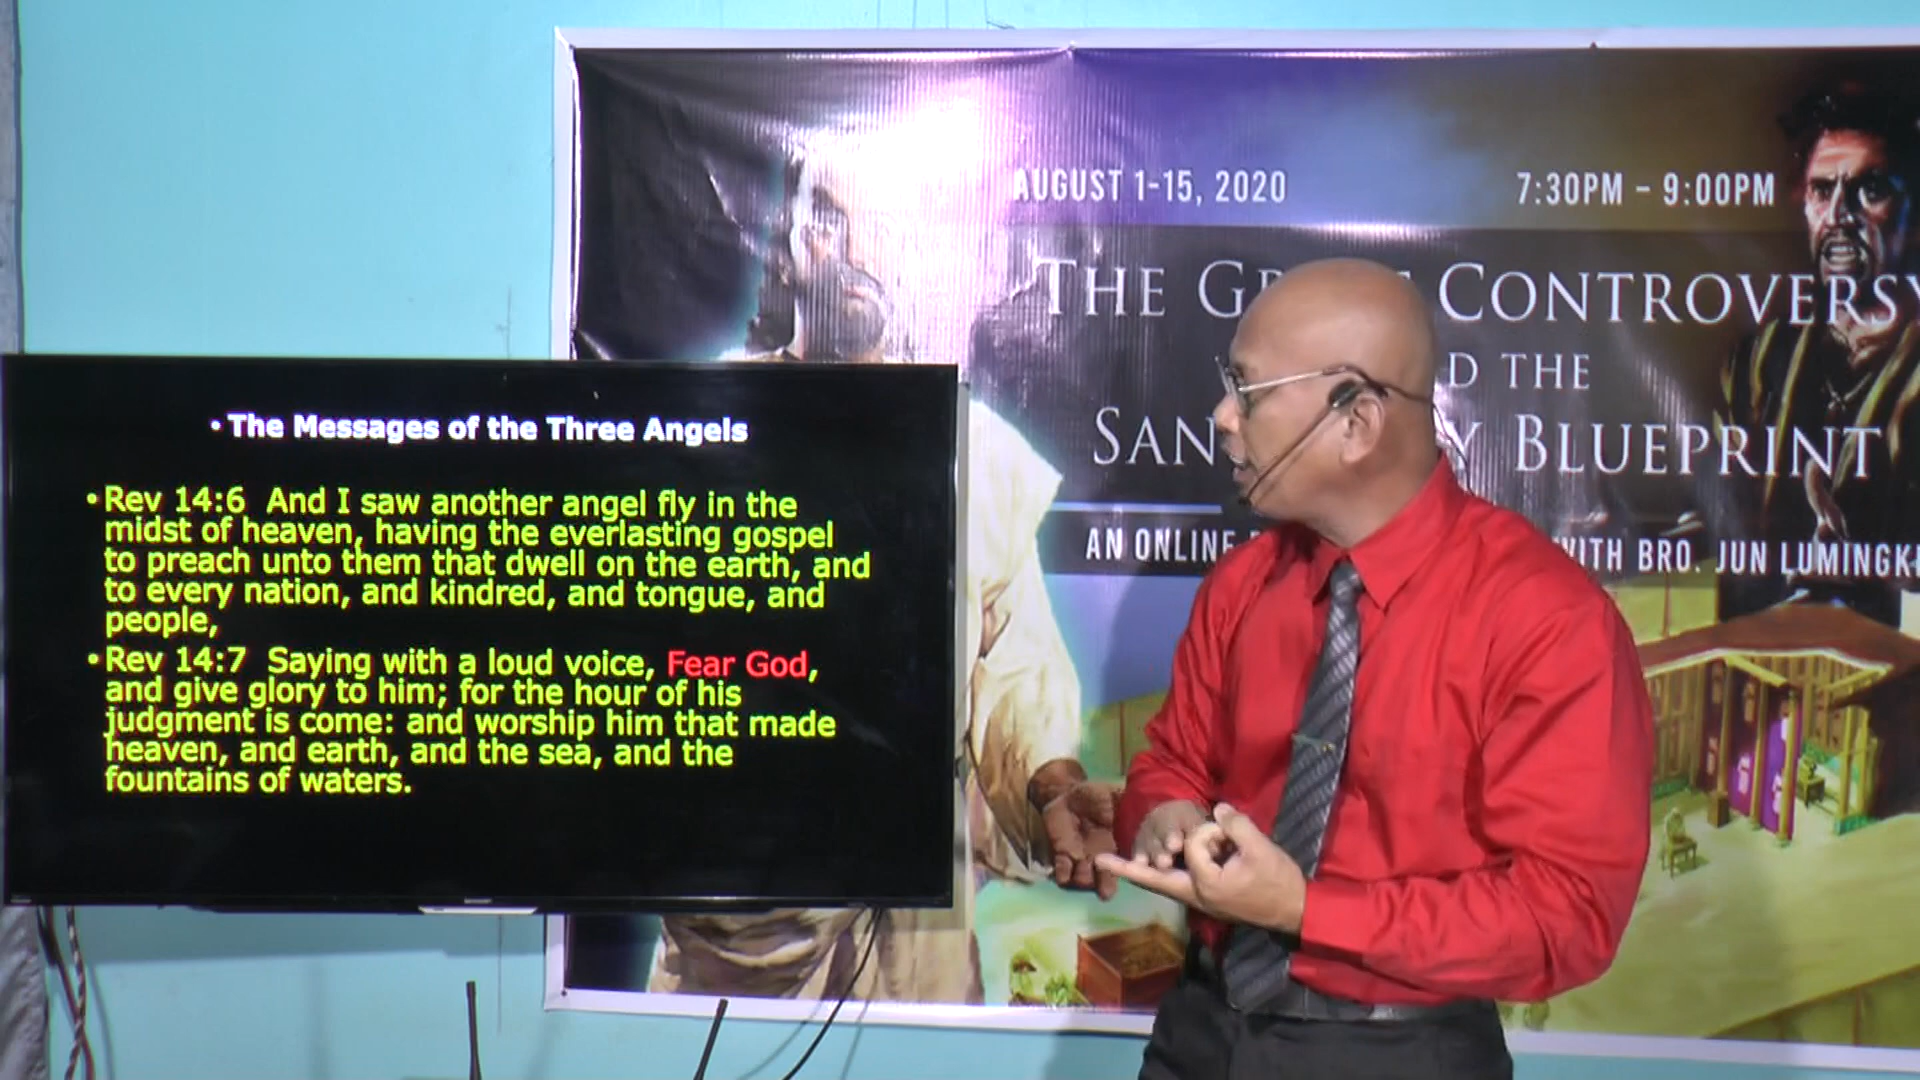 AUGUST 1-15, 2020
7:30PM – 9:00PM
THE CONTROVERSY
THE
BLUEPRINT
AN ONLINE WITH BRO. JUN
• The Messages of the Three Angels
• Rev 14:6 And I saw another angel fly in the
midst of heaven, having the everlasting gospel
to preach unto them that dwell on the earth, and
to every nation, and kindred, and tongue, and
people,
• Rev 14:7 Saying with a loud voice, Fear God,
and give glory to him; for the hour of his
judgment is come: and worship him that made
heaven, and earth, and the sea, and the
fountains of waters.